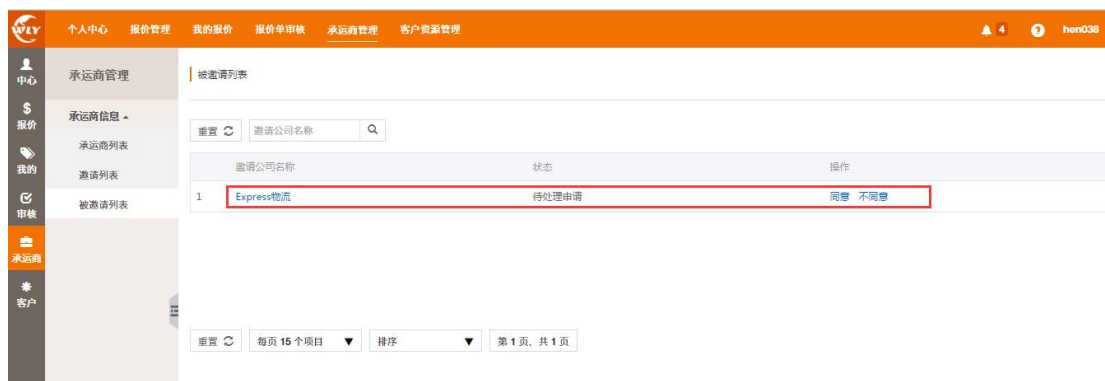 WLY 个人中心 报价管理 我的报价 报价单审核 承运商管理 客户资源管理 4 ? hen038
中心
报价
我的
审核
承运商
客户
承运商管理
承运商信息
承运商列表
邀请列表
被邀请列表
被邀请列表
重置 邀请公司名称
邀请公司名称 状态 操作
1 Express物流 待处理申请 同意 不同意
重置 每页 15 个项目 ▼ 排序 ▼ 第 1 页, 共 1 页